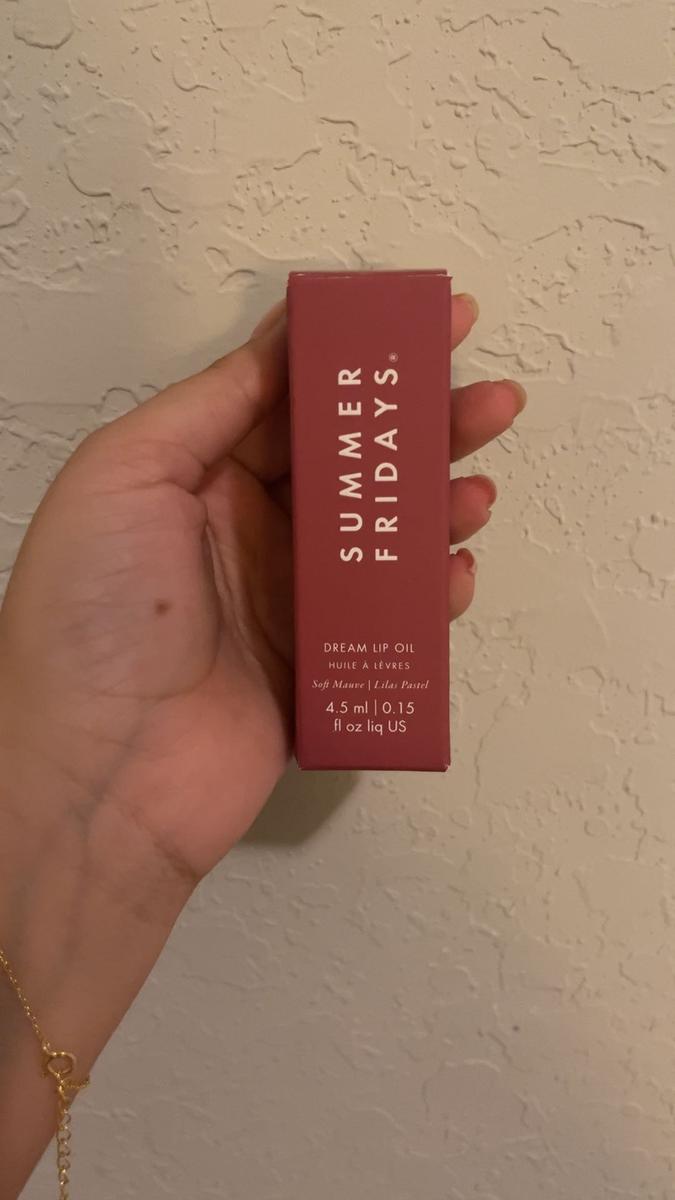 SUMMER
FRIDAYS®
DREAM LIP OIL
HUILE À LÈVRES
Soft Mauve | Lilas Pastel
4.5 ml | 0.15
fl oz liq US